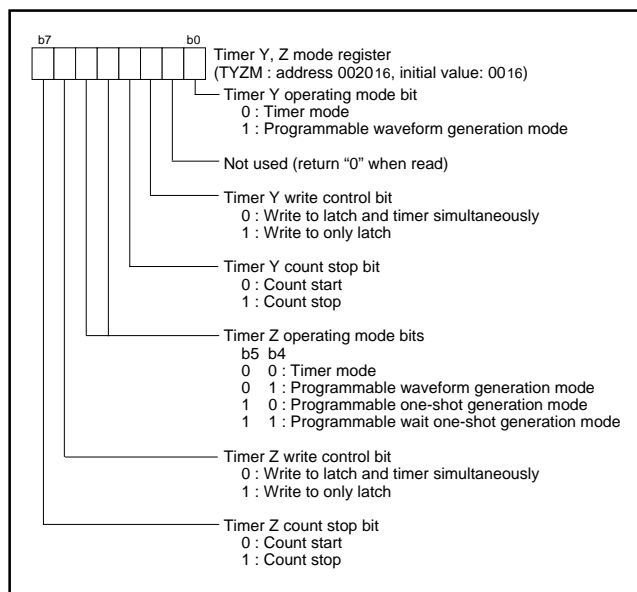 b7 b0
Timer Y, Z mode register
(TYZM : address 002016, initial value: 0016)
Timer Y operating mode bit
0 : Timer mode
1 : Programmable waveform generation mode
Not used (return “0” when read)
Timer Y write control bit
0 : Write to latch and timer simultaneously
1 : Write to only latch
Timer Y count stop bit
0 : Count start
1 : Count stop
Timer Z operating mode bits
b5 b4
0 0 : Timer mode
0 1 : Programmable waveform generation mode
1 0 : Programmable one-shot generation mode
1 1 : Programmable wait one-shot generation mode
Timer Z write control bit
0 : Write to latch and timer simultaneously
1 : Write to only latch
Timer Z count stop bit
0 : Count start
1 : Count stop